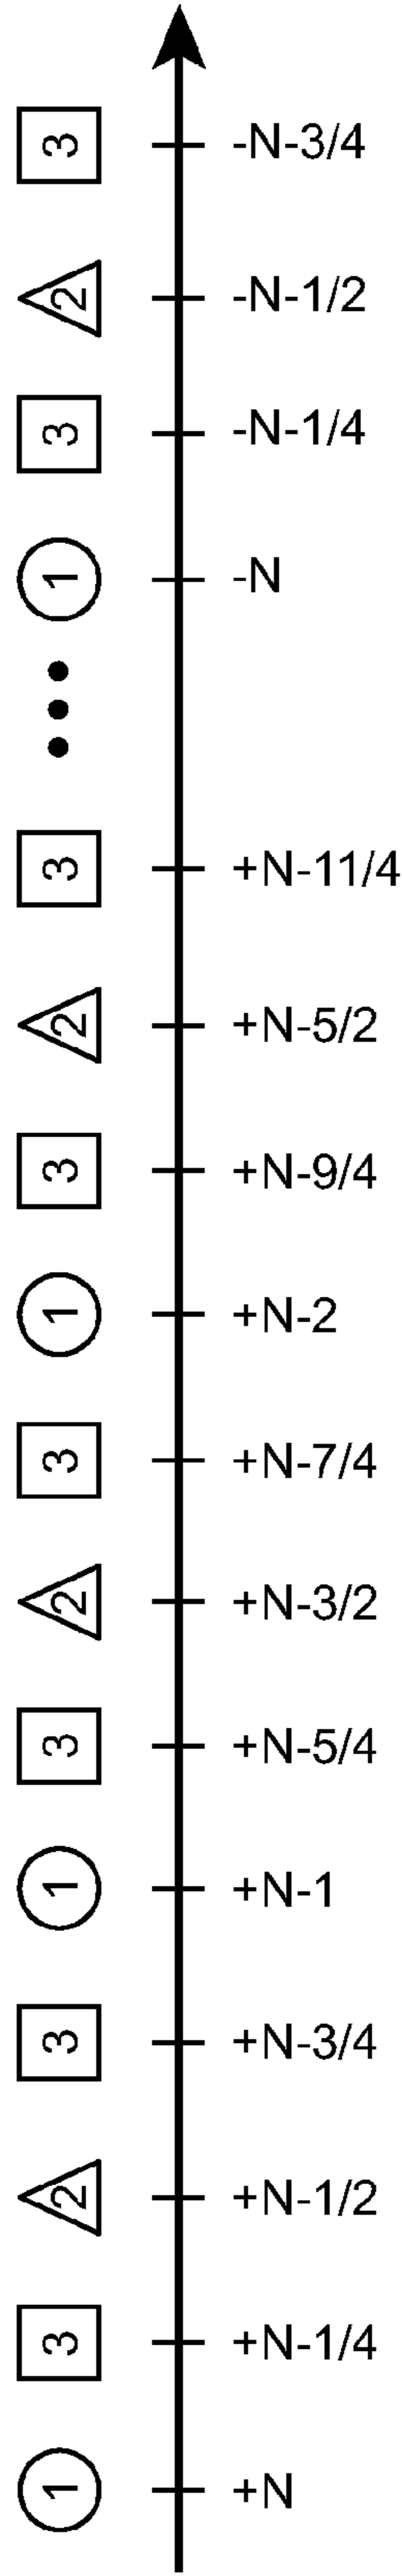 3 -N-3/4
2 -N-1/2
3 -N-1/4
1 -N
3 +N-11/4
2 +N-5/2
3 +N-9/4
1 +N-2
3 +N-7/4
2 +N-3/2
3 +N-5/4
1 +N-1
3 +N-3/4
2 +N-1/2
3 +N-1/4
1 +N